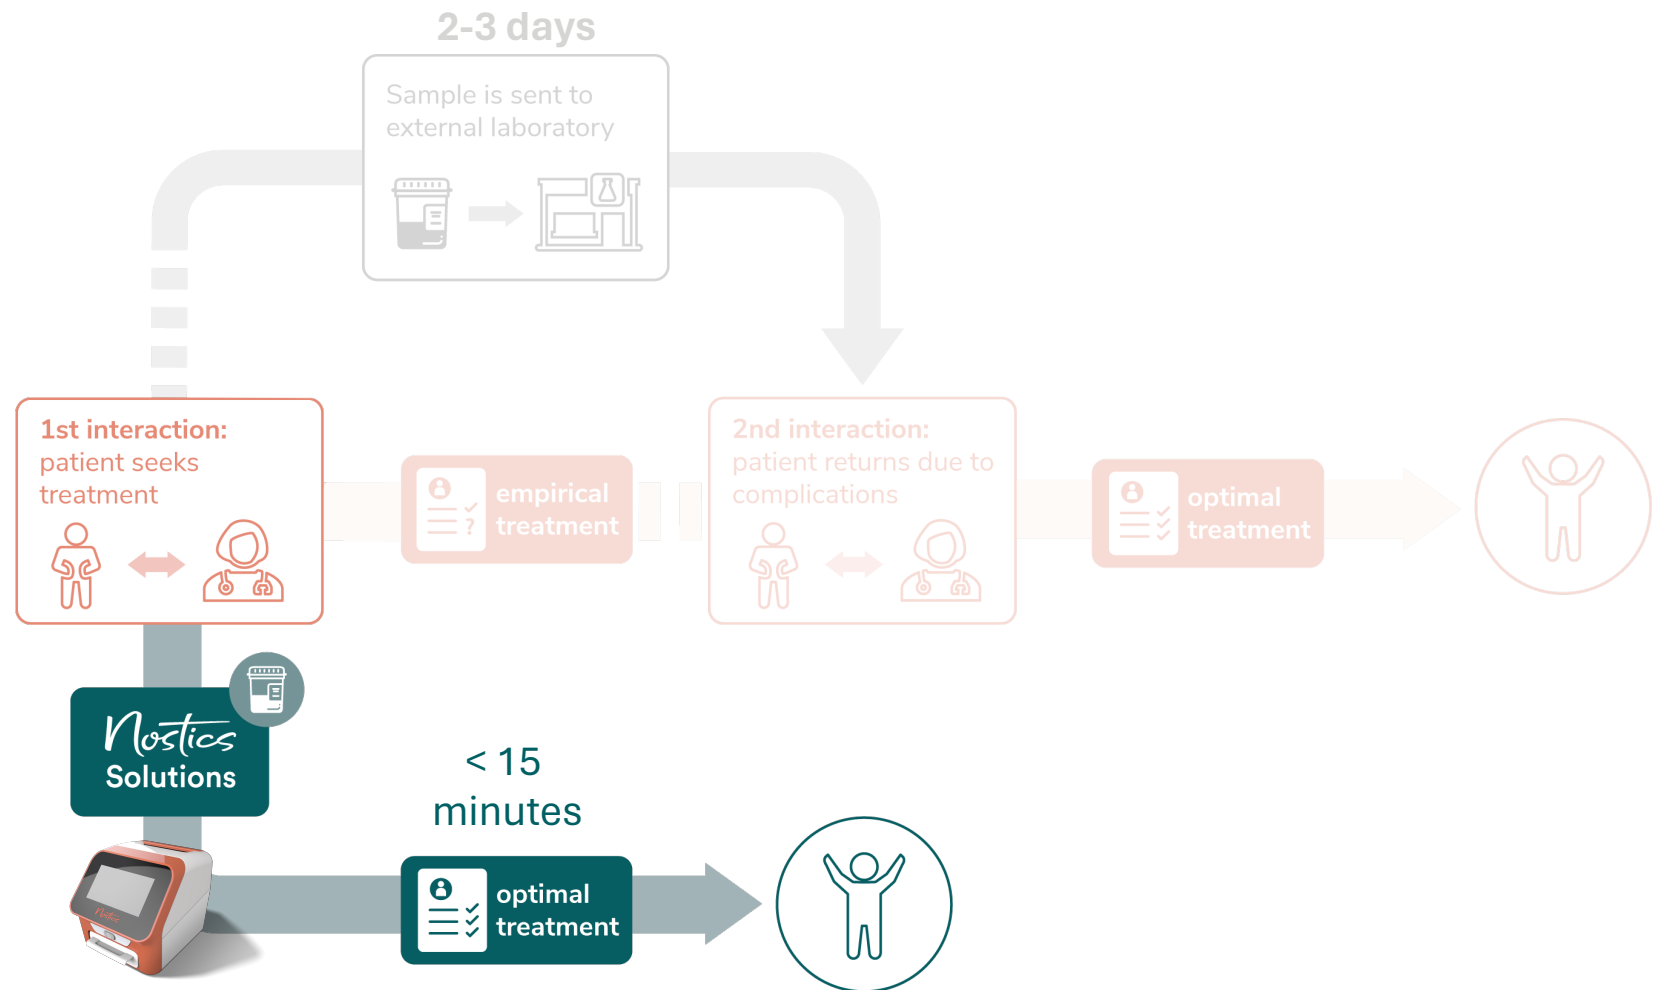 2-3 days
Sample is sent to
external laboratory
1st interaction:
patient seeks
treatment
?
empirical
treatment
2nd interaction:
patient returns due to
complications
optimal
treatment
Nostics
Solutions
< 15
minutes
Nostics
optimal
treatment